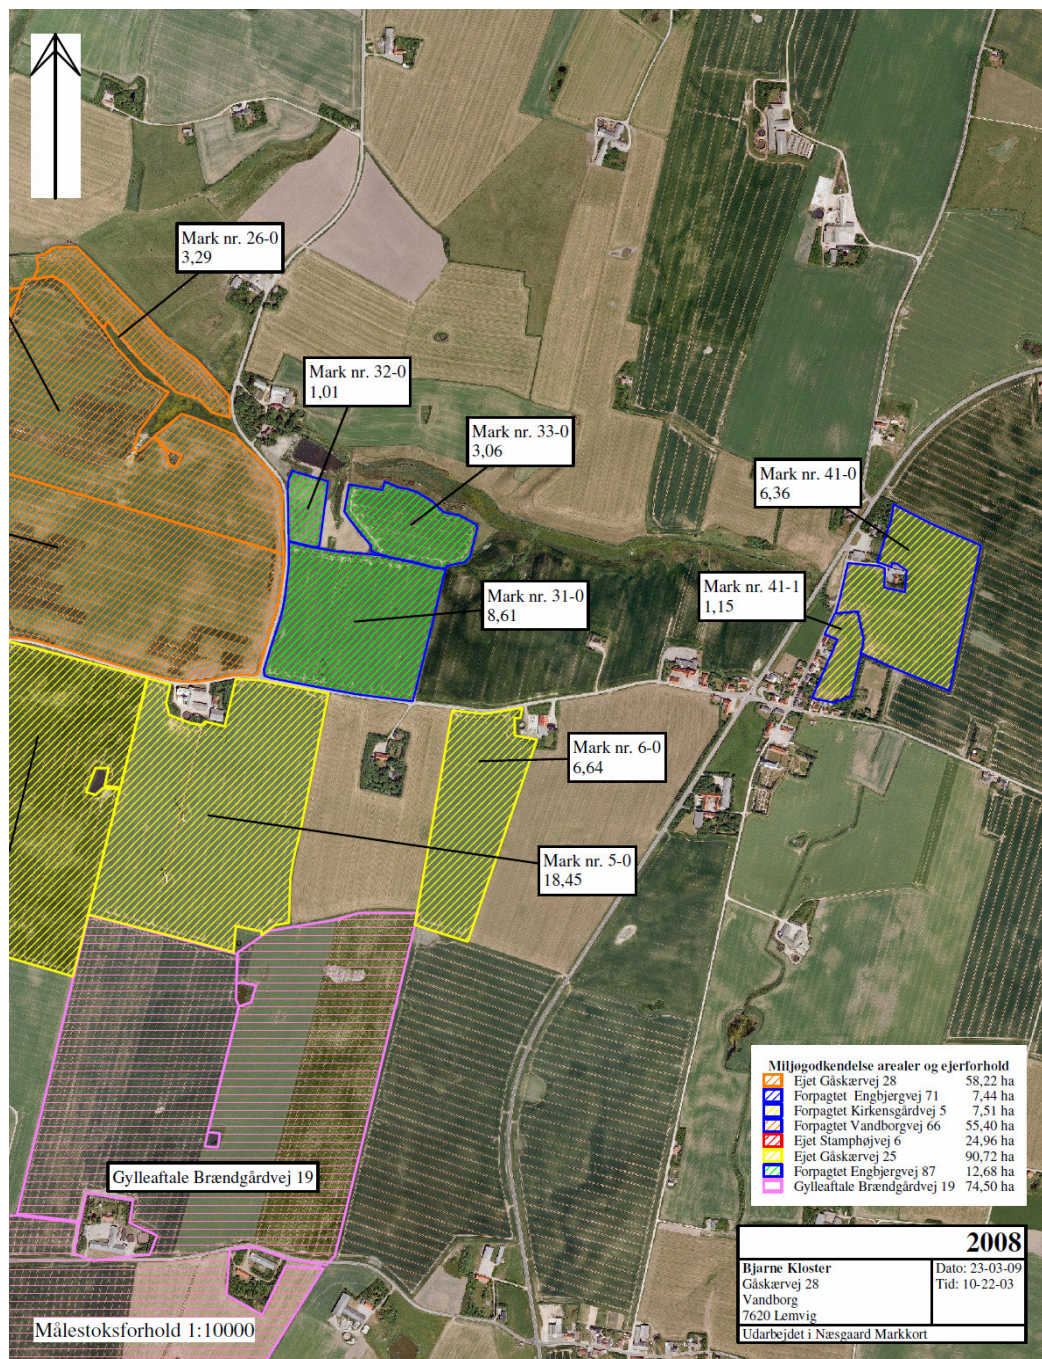 Mark nr. 26-0
3,29
Mark nr. 32-0
1,01
Mark nr. 33-0
3,06
Mark nr. 41-0
6,36
Mark nr. 41-1
1,15
Mark nr. 31-0
8,61
Mark nr. 6-0
6,64
Mark nr. 5-0
18,45
Gylleaftale Brændgårdvej 19
Målestoksforhold 1:10000
Miljøgodkendelse arealer og ejerforhold
Ejet Gåskærvej 28 58,22 ha
Forpagtet Engbjergvej 71 7,44 ha
Forpagtet Kirkensgårdvej 5 7,51 ha
Forpagtet Vandborgvej 66 55,40 ha
Ejet Stamphøjvej 6 24,96 ha
Ejet Gåskærvej 25 90,72 ha
Forpagtet Engbjergvej 87 12,68 ha
Gylleaftale Brændgårdvej 19 74,50 ha
2008
Bjarne Kloster
Gåskærvej 28
Vandborg
7620 Lemvig
Dato: 23-03-09
Tid: 10-22-03
Udarbejdet i Næsgaard Markkort